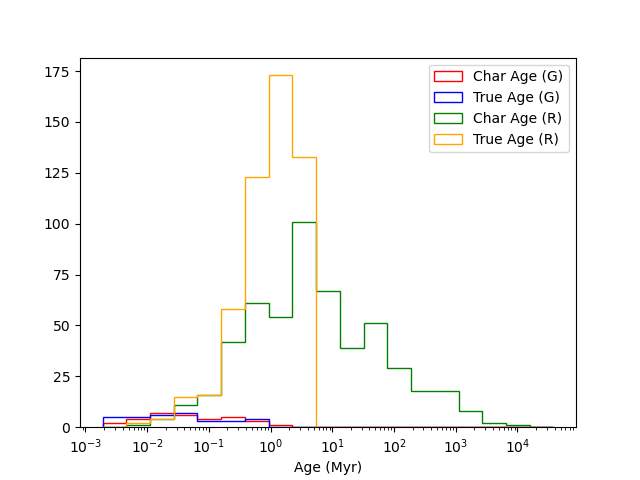 175
150
125
100
75
50
25
0
10⁻³ 10⁻² 10⁻¹ 10⁰ 10¹ 10² 10³ 10⁴
Age (Myr)
Char Age (G)
True Age (G)
Char Age (R)
True Age (R)